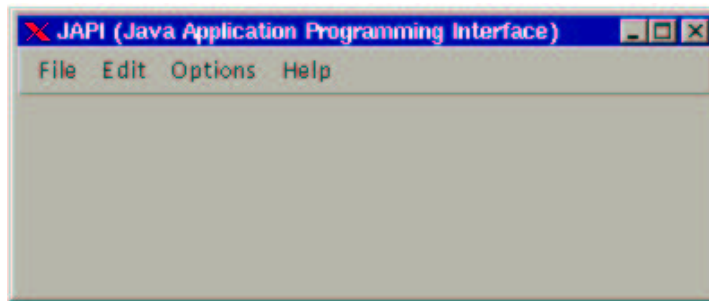 JAPI (Java Application Programming Interface)
File Edit Options Help